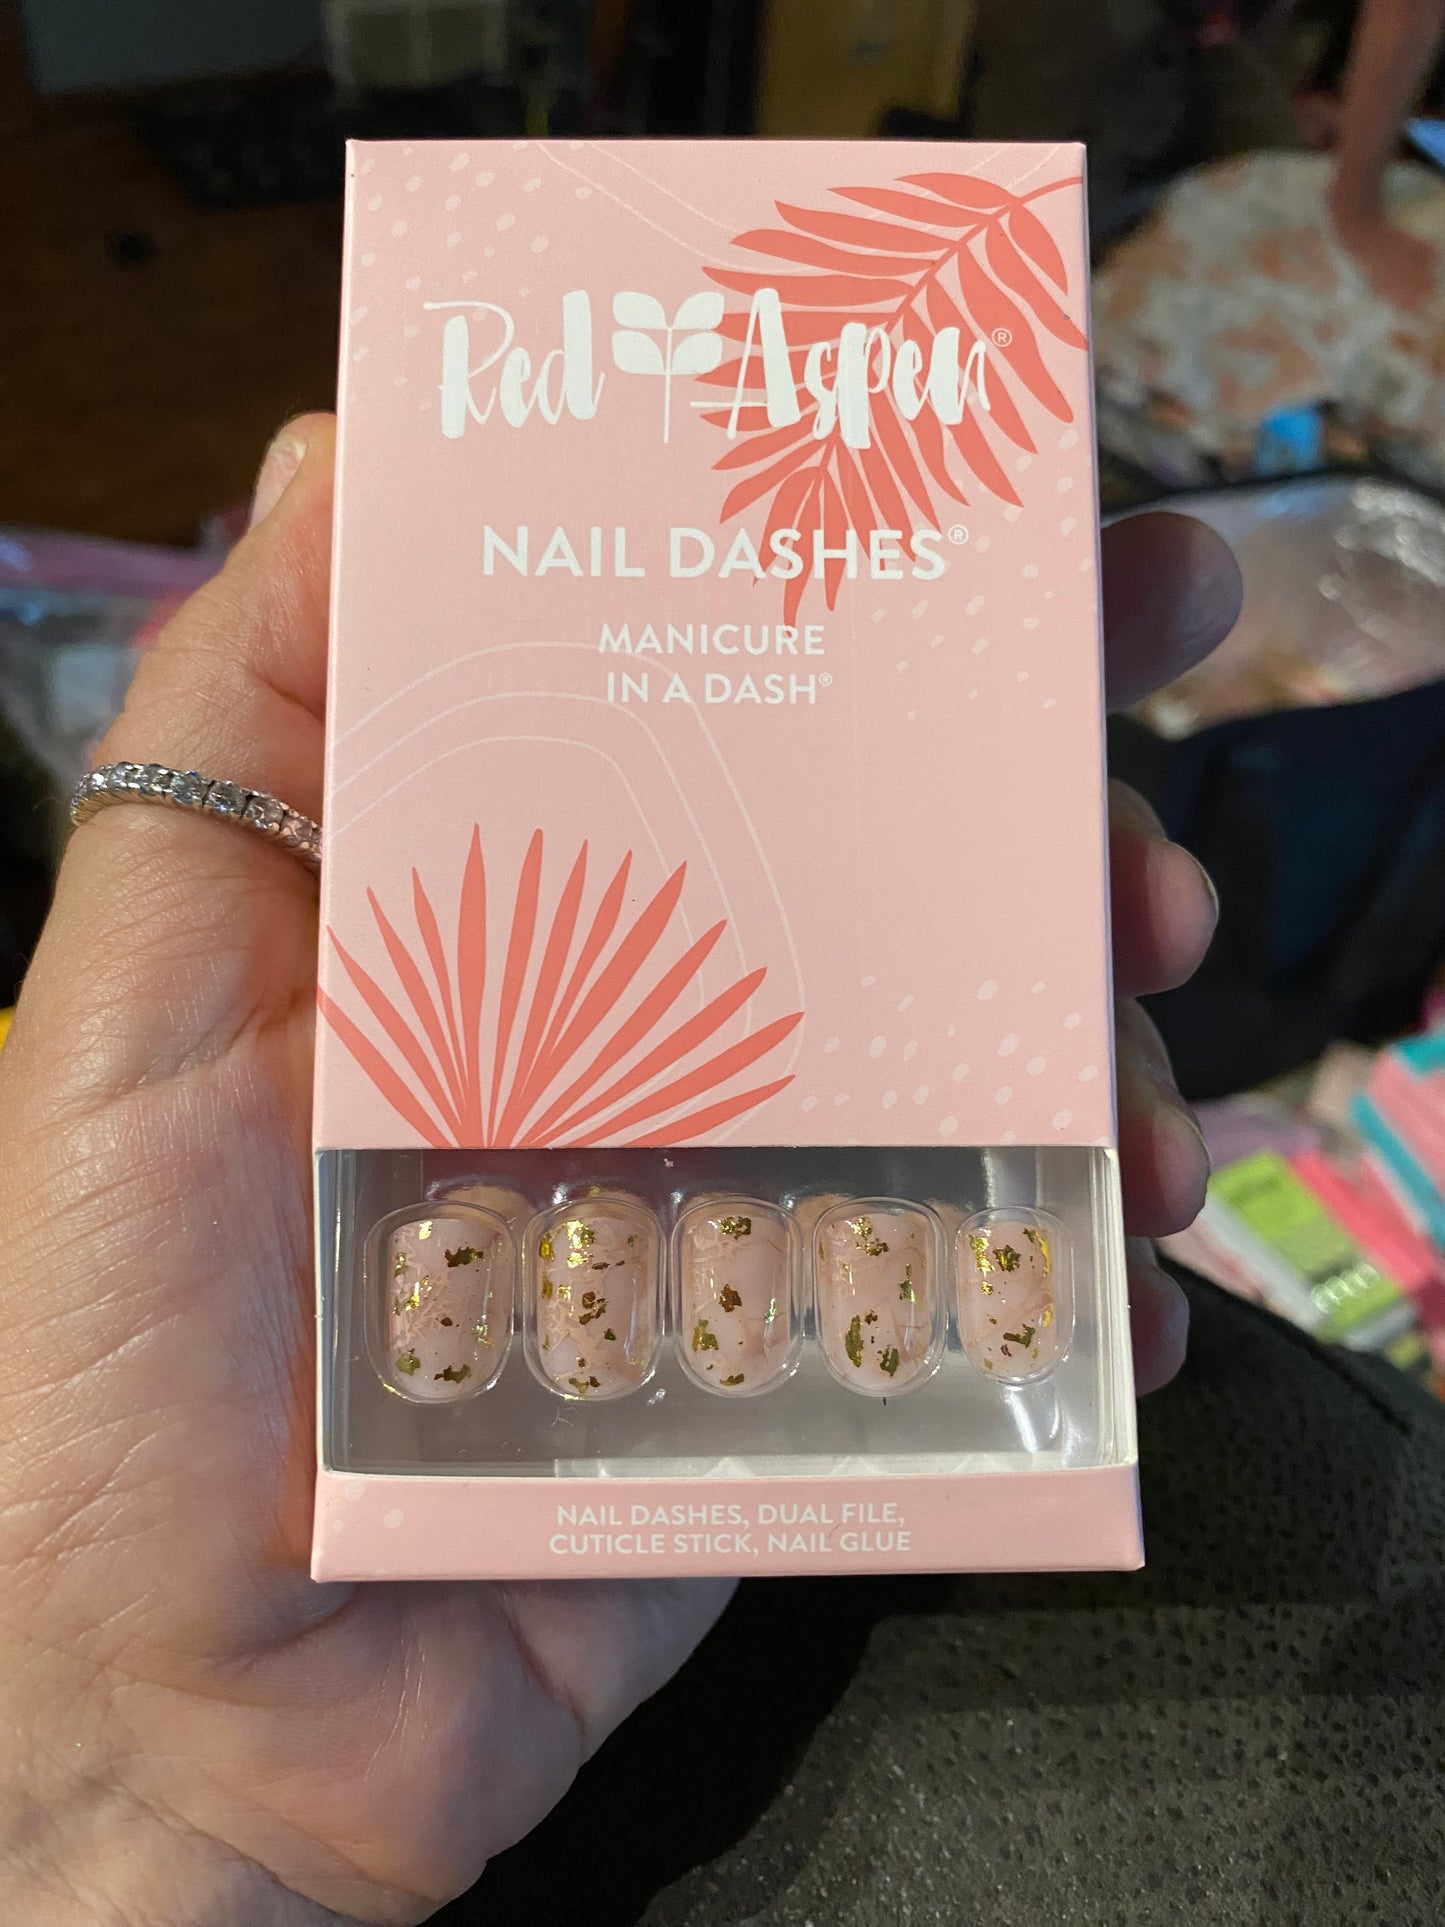 Red Aspen®
NAIL DASHES®
MANICURE
IN A DASH®
NAIL DASHES, DUAL FILE,
CUTICLE STICK, NAIL GLUE